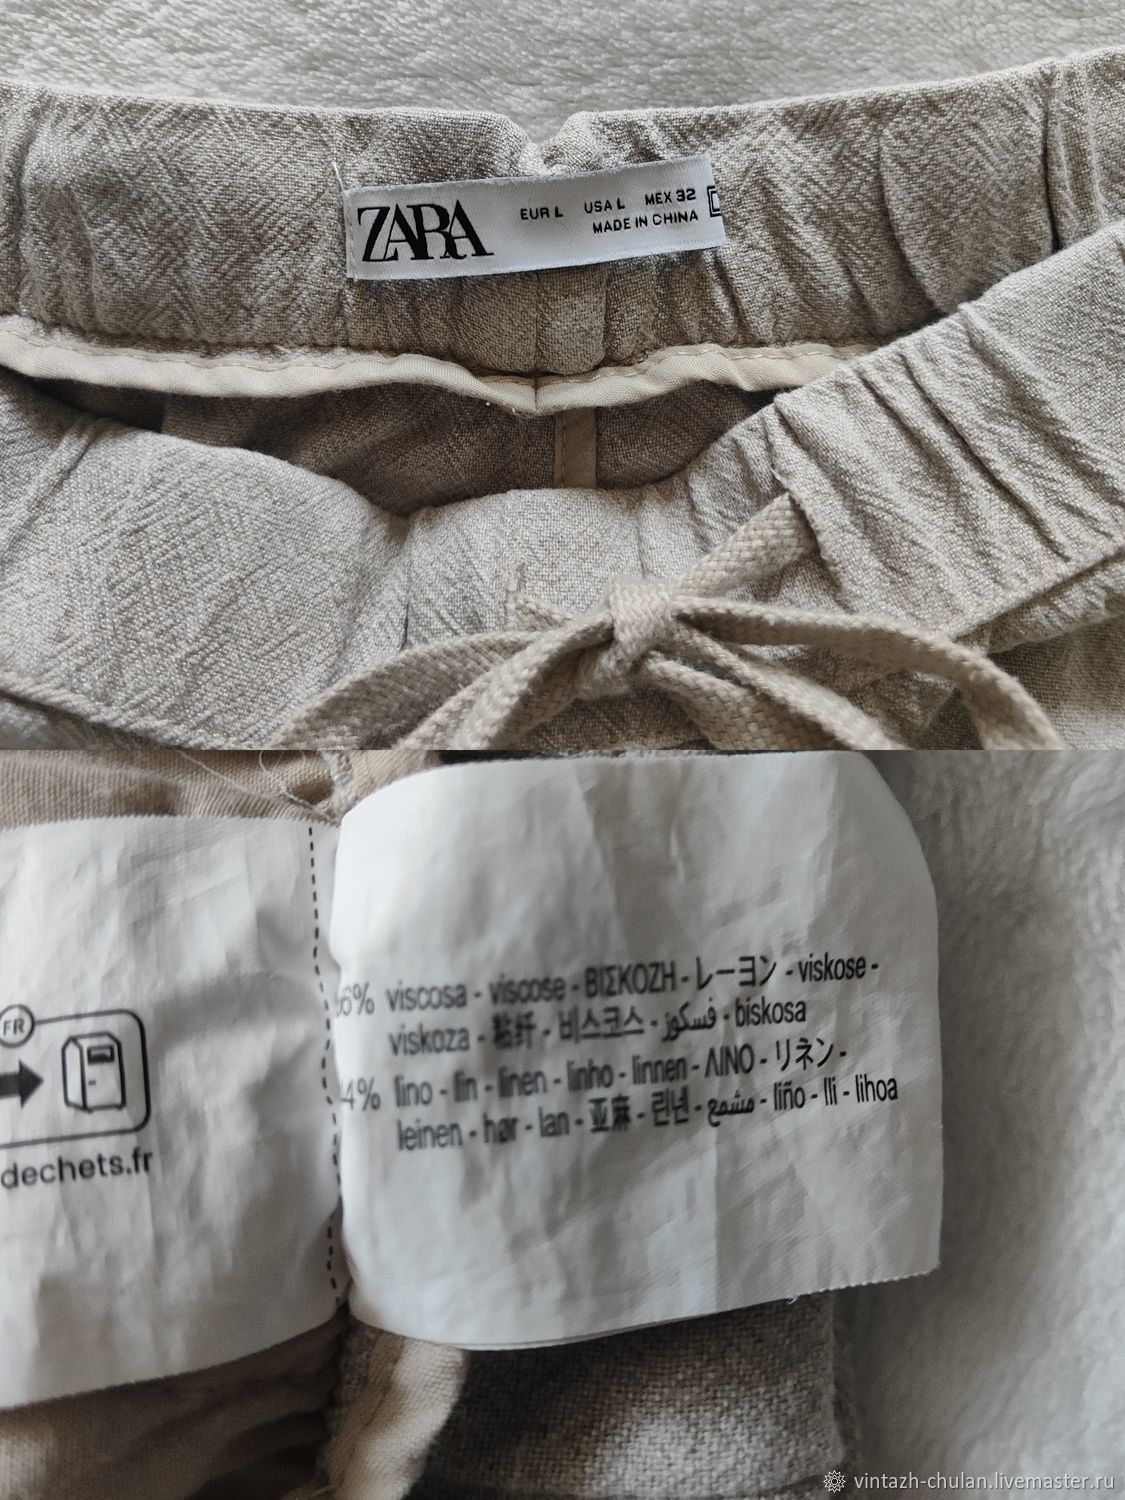 ZARA
EUR L USA L MEX 32
MADE IN CHINA
FR
dechets.fr
6% viscosa - viscose - ΒΙΣΚΟΖΗ - レーヨン - viskose -
viskoza - 粘纤 - 비스코스 - فسكوز - biskosa
4% lino - lin - linen - linho - linnen - ΛΙΝΟ - リネン -
leinen - hør - lan - 亚麻 - 린넨 - مشمع - liño - lli - lihoa
vintazh-chulan.livemaster.ru